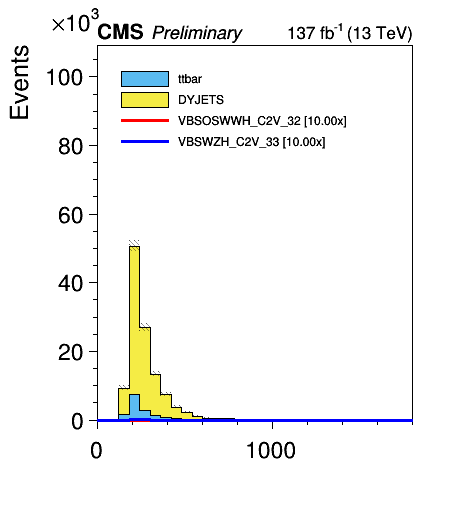 ×10³
CMS Preliminary 137 fb⁻¹ (13 TeV)
Events
100
80
60
40
20
0
ttbar
DYJETS
VBSOSWWH_C2V_32 [10.00x]
VBSWZH_C2V_33 [10.00x]
0 1000